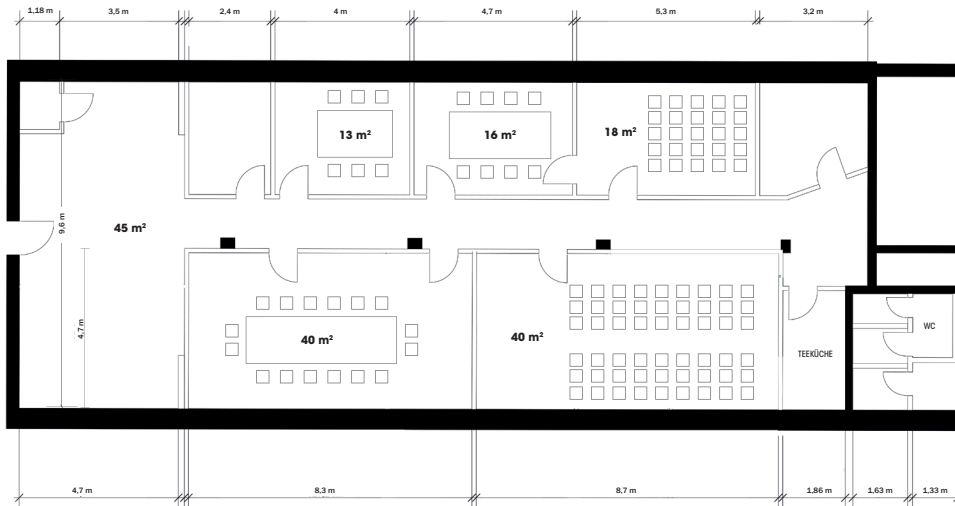 1,18 m
3,5 m
2,4 m
4 m
4,7 m
5,3 m
3,2 m
13 m²
16 m²
18 m²
9,6 m
45 m²
4,7 m
40 m²
40 m²
TEEKÜCHE
WC
4,7 m
8,3 m
8,7 m
1,86 m
1,63 m
1,33 m